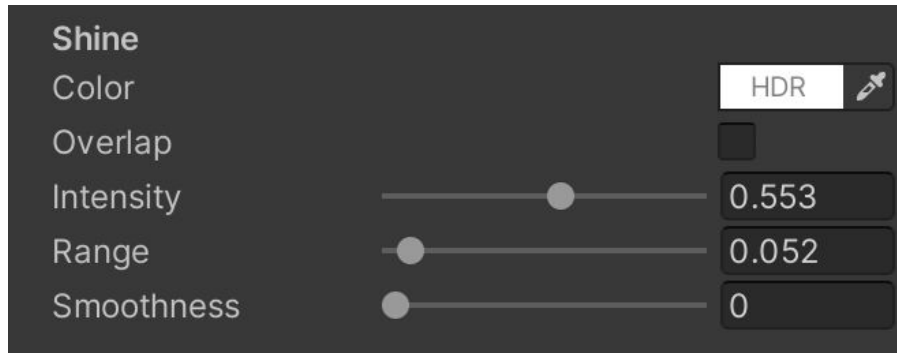 Shine
Color HDR
Overlap
Intensity 0.553
Range 0.052
Smoothness 0